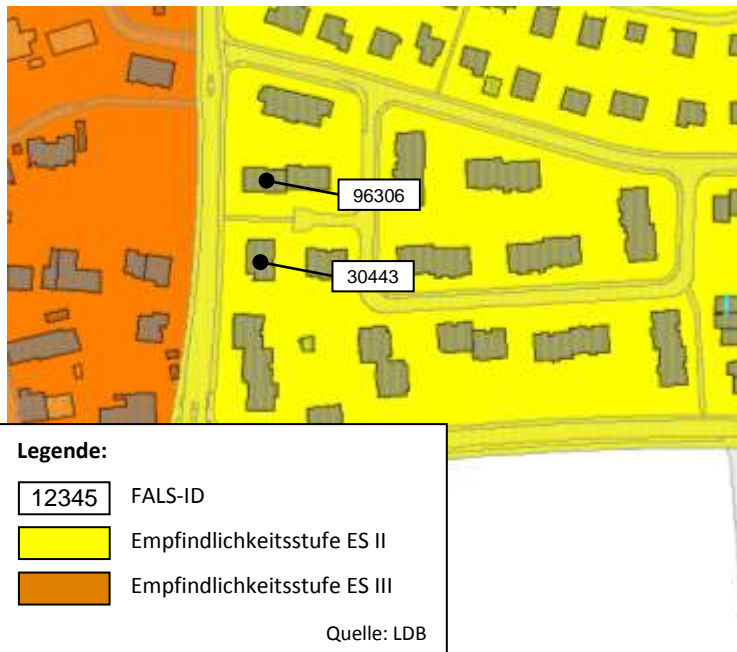 96306
30443
Legende:
12345 FALS-ID
Empfindlichkeitsstufe ES II
Empfindlichkeitsstufe ES III
Quelle: LDB